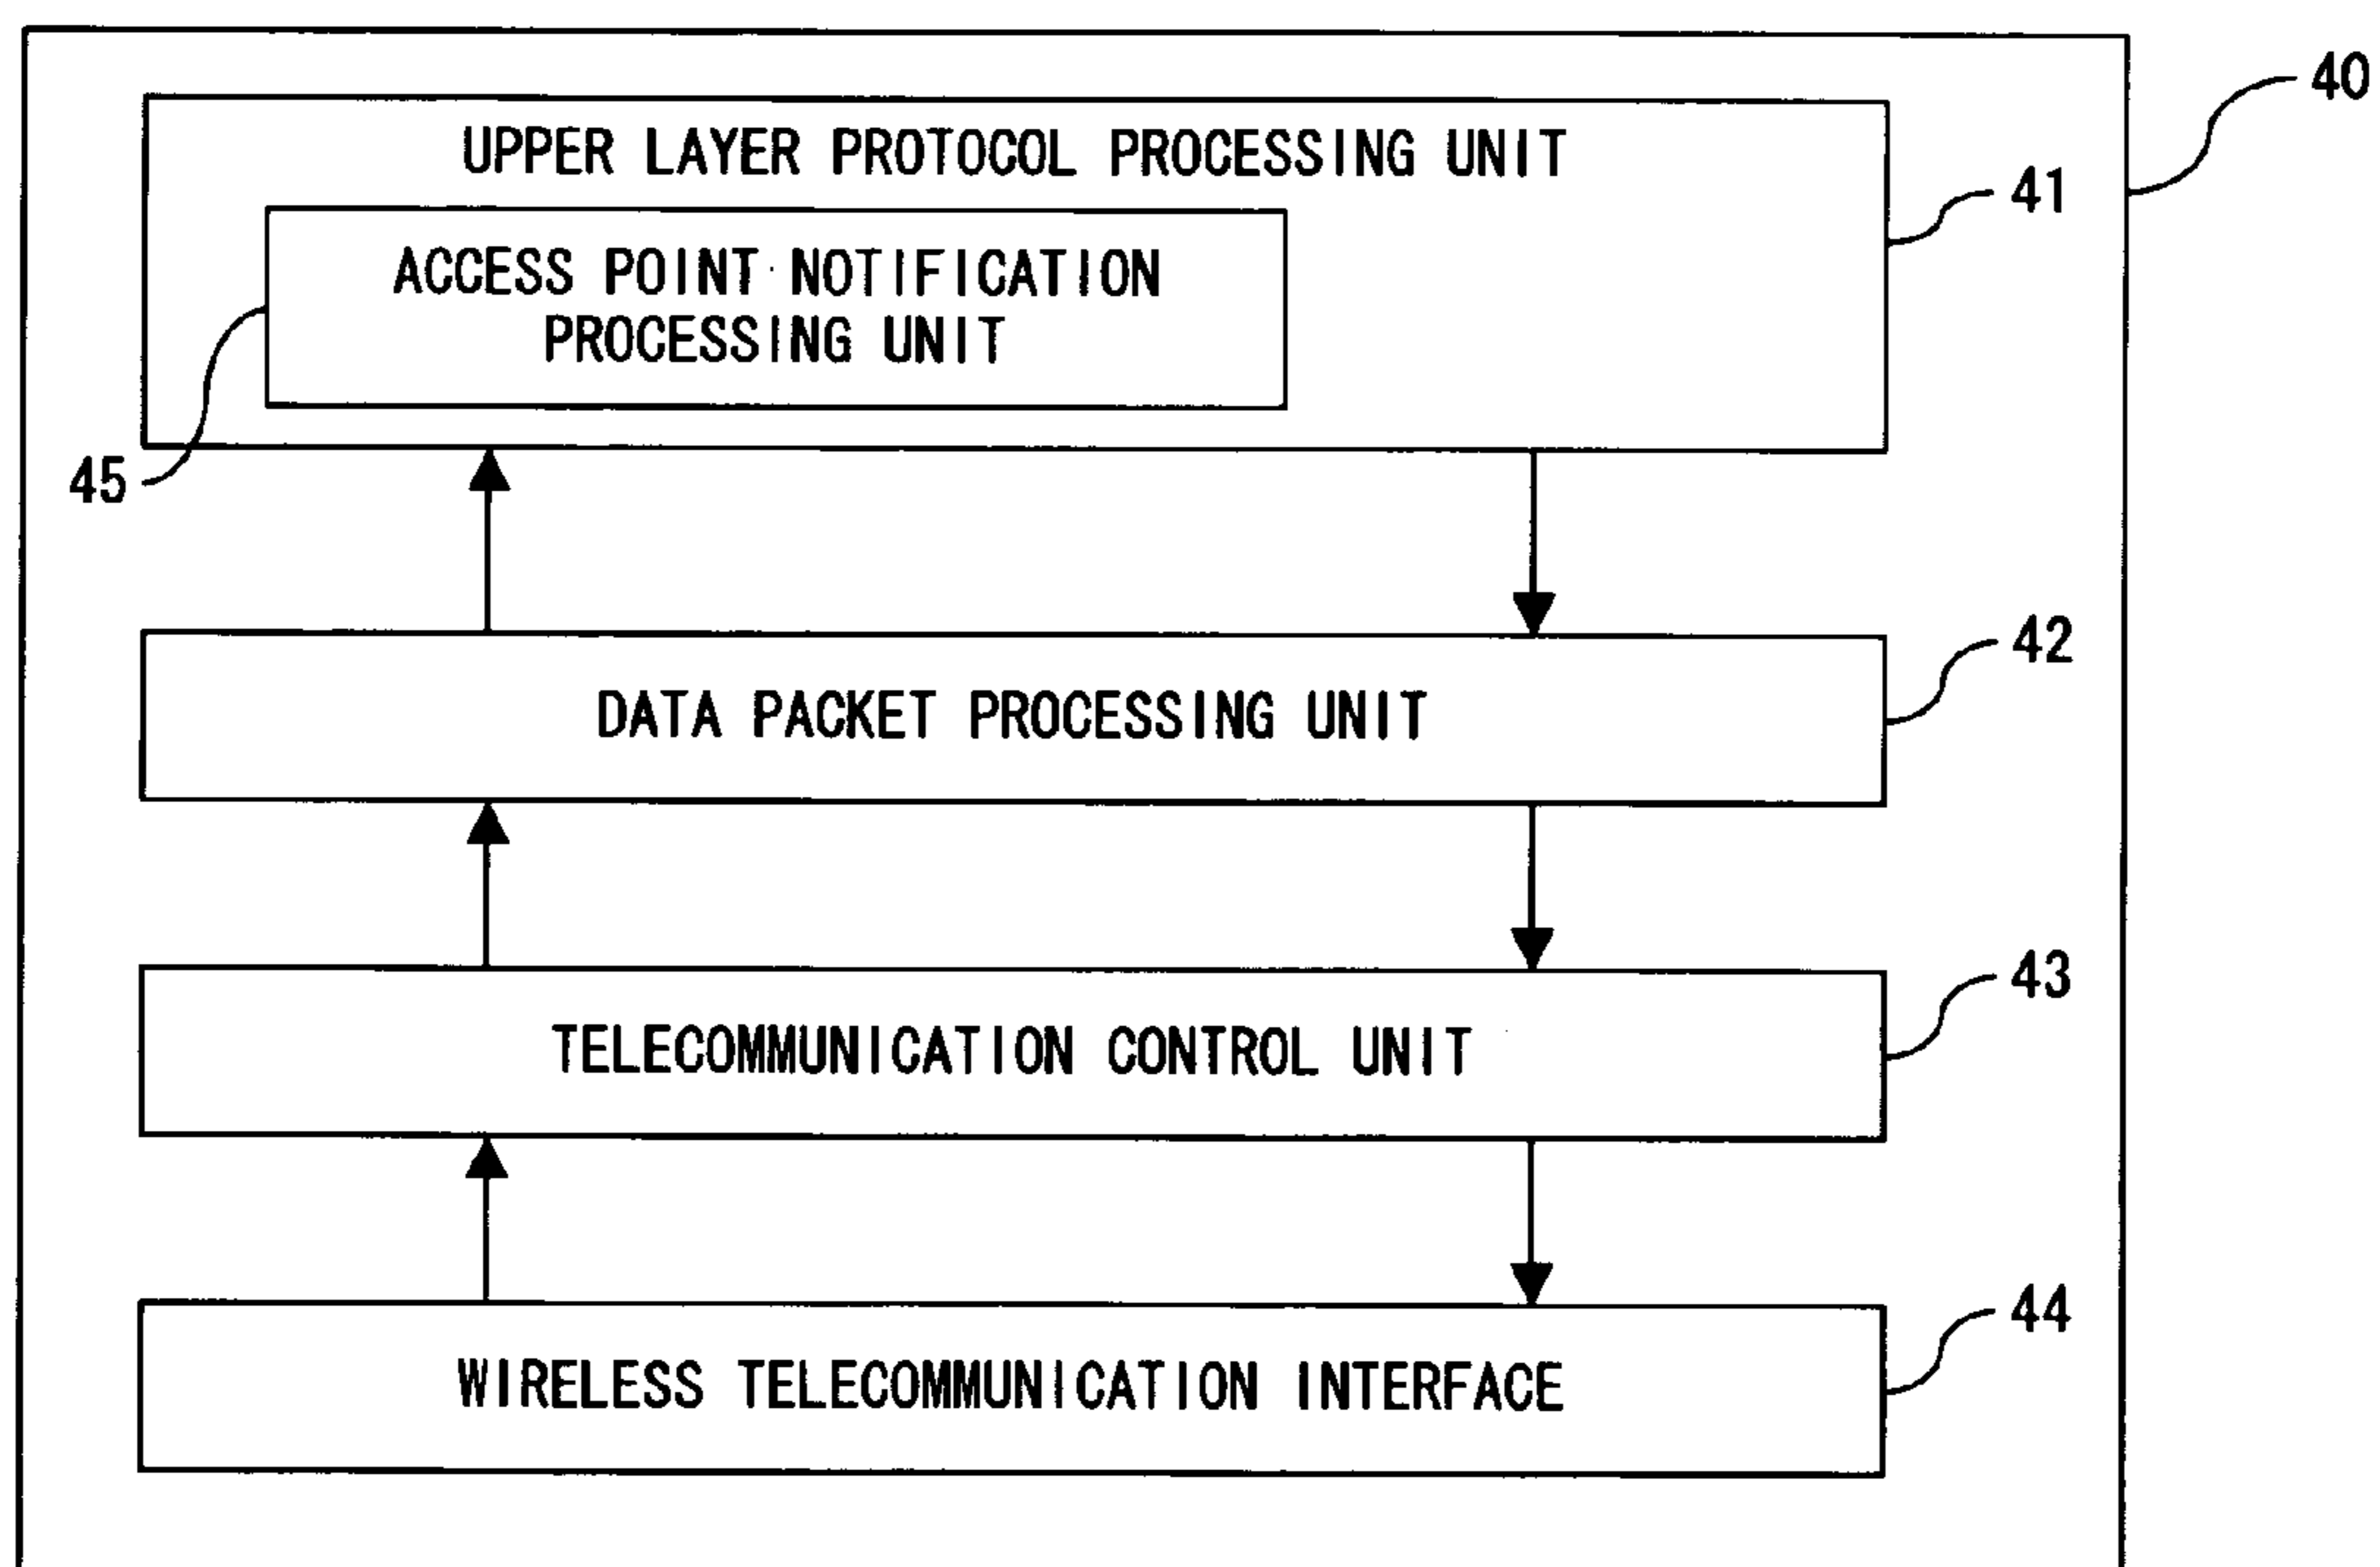 40
UPPER LAYER PROTOCOL PROCESSING UNIT
41
ACCESS POINT NOTIFICATION
PROCESSING UNIT
45
42
DATA PACKET PROCESSING UNIT
43
TELECOMMUNICATION CONTROL UNIT
44
WIRELESS TELECOMMUNICATION INTERFACE